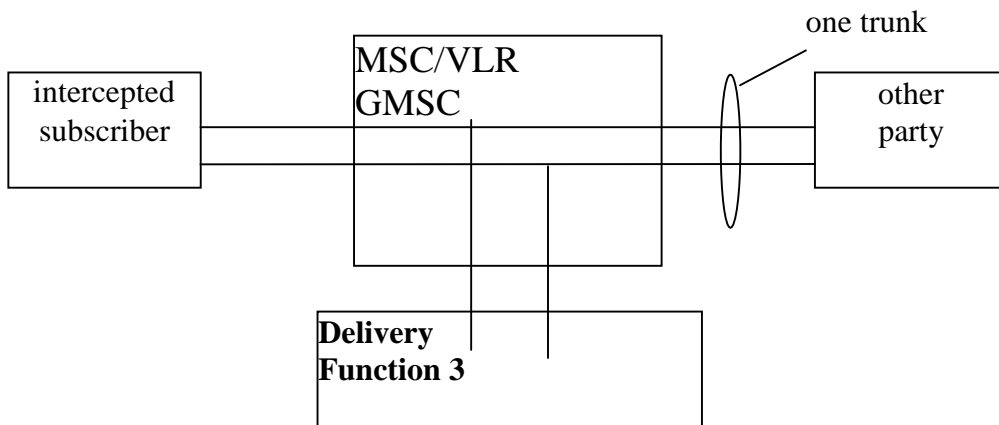 one trunk
MSC/VLR
GMSC
intercepted
subscriber
other
party
Delivery
Function 3